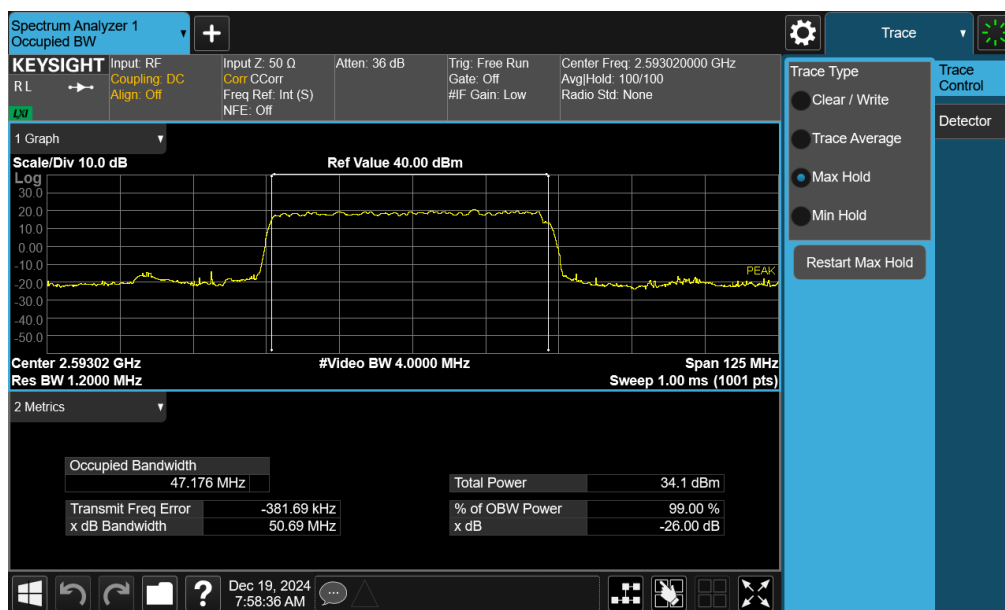 Spectrum Analyzer 1
Occupied BW
Trace
KEYSIGHT
R L
LXI
Input: RF
Coupling: DC
Align: Off
Input Z: 50 Ω
Corr CCorr
Freq Ref: Int (S)
NFE: Off
Atten: 36 dB
Trig: Free Run
Gate: Off
#IF Gain: Low
Center Freq: 2.593020000 GHz
Avg|Hold: 100/100
Radio Std: None
Trace Type
Clear / Write
Trace Average
Max Hold
Min Hold
Restart Max Hold
Trace
Control
Detector
1 Graph
Scale/Div 10.0 dB
Ref Value 40.00 dBm
Log
30.0
20.0
10.0
0.00
-10.0
-20.0
-30.0
-40.0
-50.0
PEAK
Center 2.59302 GHz
#Video BW 4.0000 MHz
Span 125 MHz
Res BW 1.2000 MHz
Sweep 1.00 ms (1001 pts)
2 Metrics
Occupied Bandwidth
47.176 MHz
Total Power 34.1 dBm
Transmit Freq Error -381.69 kHz
% of OBW Power 99.00 %
x dB Bandwidth 50.69 MHz
x dB -26.00 dB
?
Dec 19, 2024
7:58:36 AM